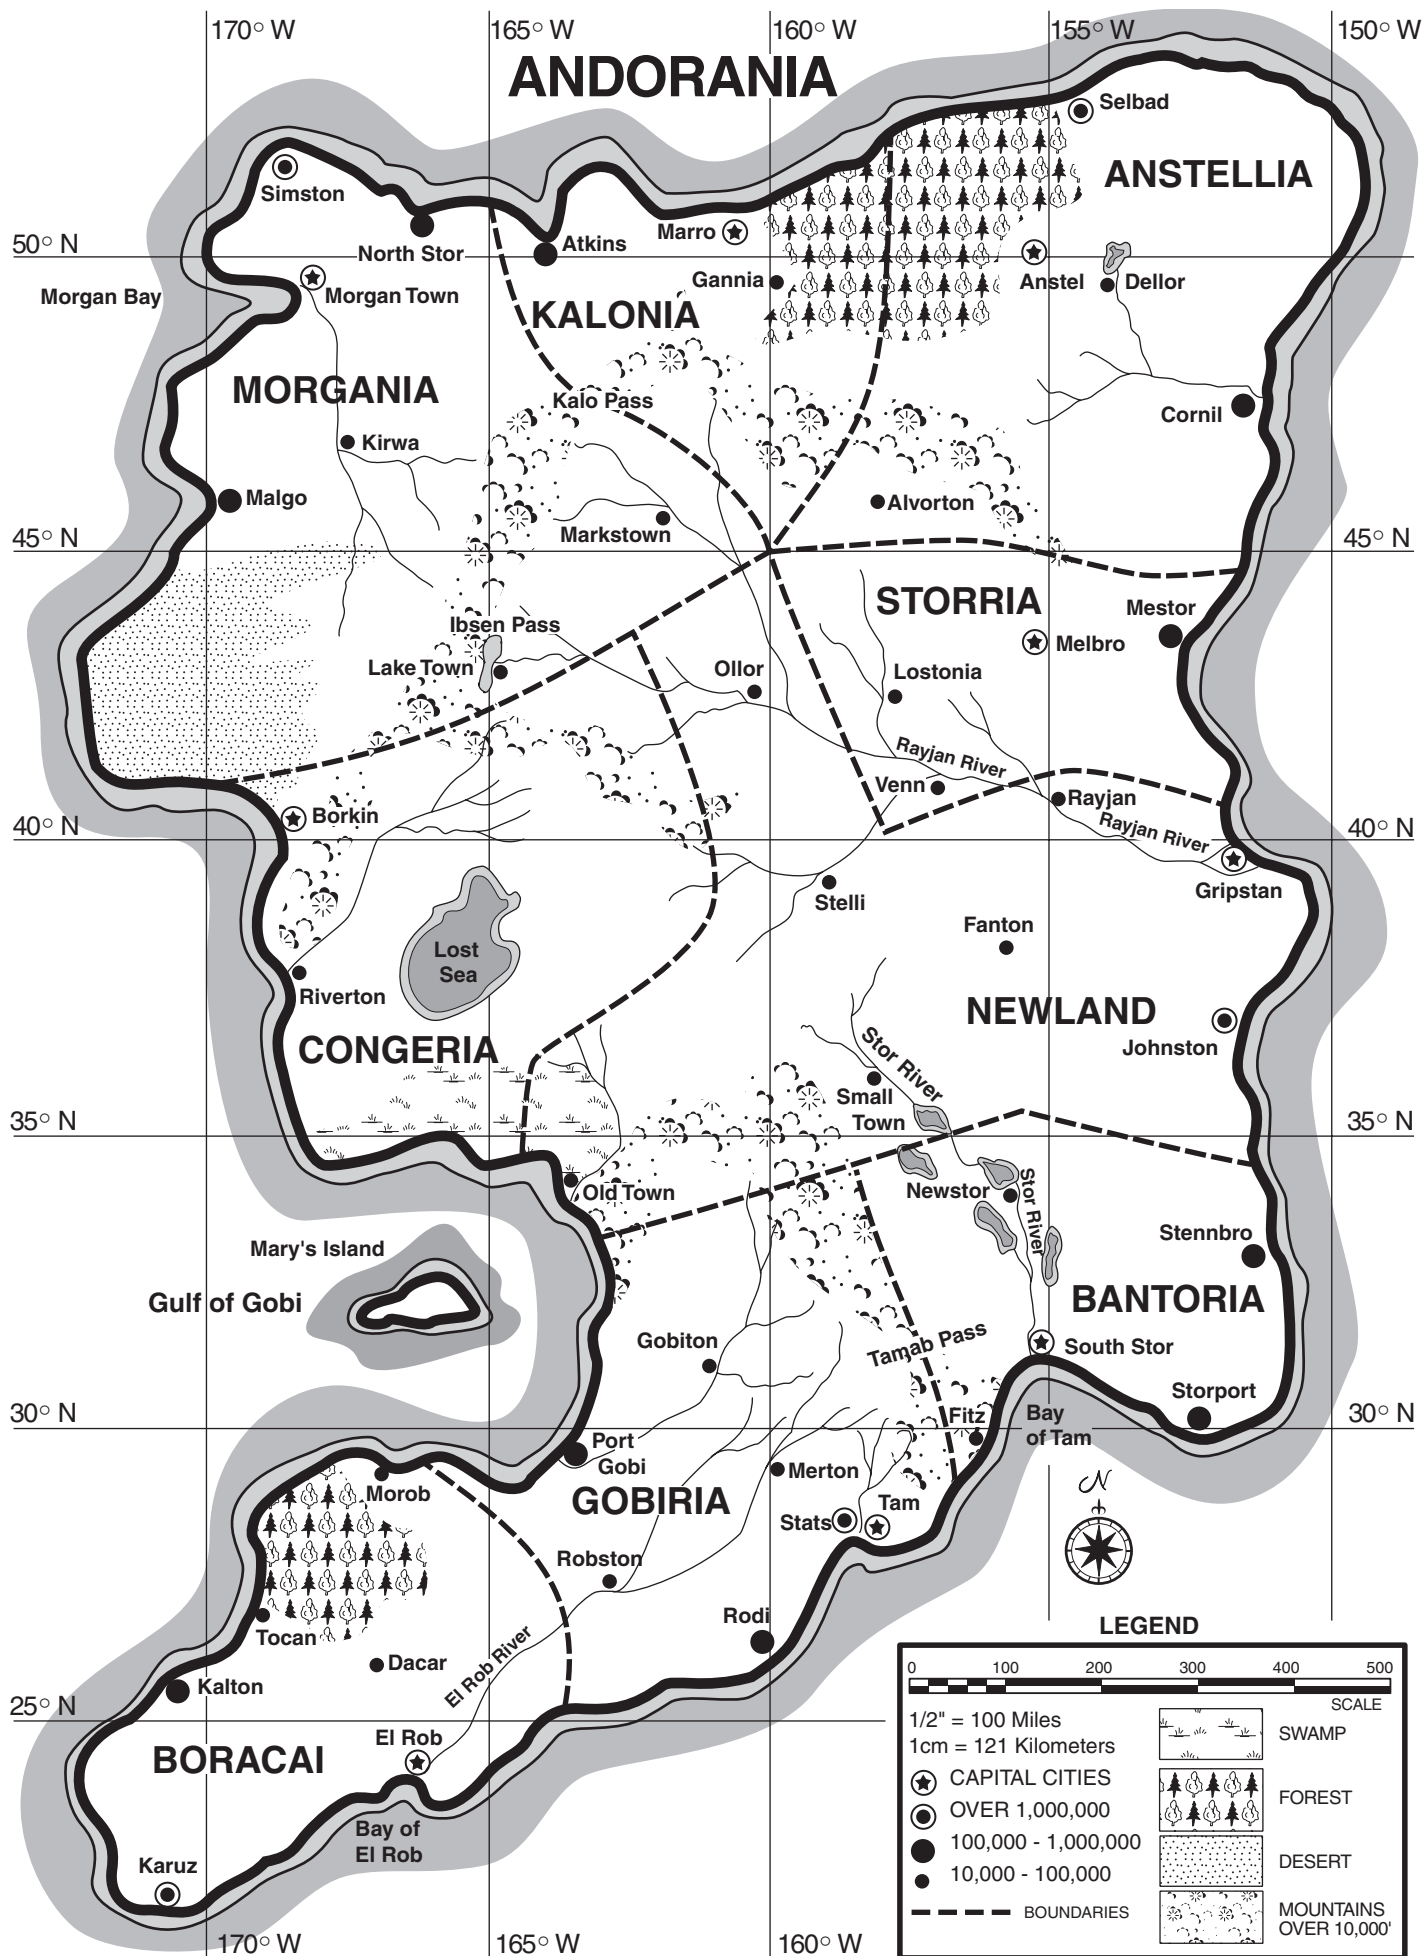 170° W
165° W
160° W
155° W
150° W
ANDORANIA
Selbad
ANSTELLIA
Simston
North Stor
Atkins
Marro
50° N
Morgan Bay
Morgan Town
Gannia
Anstel
Dellor
KALONIA
MORGANIA
Kalo Pass
Cornil
Kirwa
Malgo
Alvorton
Markstown
45° N
45° N
STORRIA
Mestor
Ibsen Pass
Melbro
Lake Town
Ollor
Lostonia
Rayjan River
Venn
Rayjan
Borkin
Rayjan River
40° N
40° N
Gripstan
Stelli
Fanton
Lost
Sea
Riverton
NEWLAND
CONGERIA
Johnston
Stor River
Small
Town
35° N
35° N
Old Town
Newstor
Stor River
Stennbro
Mary's Island
Gulf of Gobi
BANTORIA
Gobiton
Tamab Pass
South Stor
Storport
30° N
30° N
Fitz
Bay
of Tam
Port
Gobi
Merton
Morob
GOBIRIA
Tam
Stats
N
Robston
Rodi
Tocan
Dacar
Kalton
El Rob River
25° N
El Rob
BORACAI
Bay of
El Rob
Karuz
170° W
165° W
160° W
LEGEND
0 100 200 300 400 500
SCALE
1/2" = 100 Miles
1cm = 121 Kilometers
CAPITAL CITIES
OVER 1,000,000
100,000 - 1,000,000
10,000 - 100,000
BOUNDARIES
SWAMP
FOREST
DESERT
MOUNTAINS
OVER 10,000'